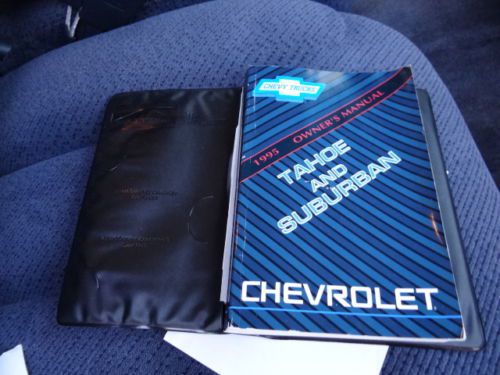 CHEVY TRUCKS
1995 OWNER'S MANUAL
TAHOE
AND
SUBURBAN
CHEVROLET